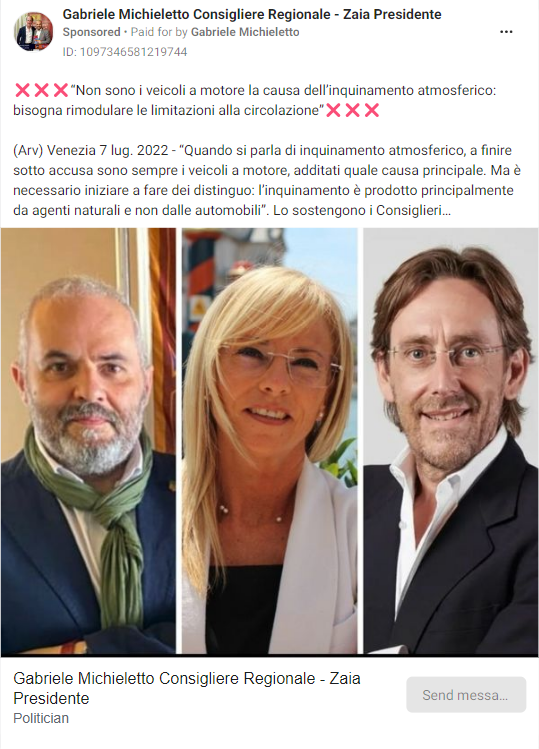 Gabriele Michieletto Consigliere Regionale - Zaia Presidente
Sponsored • Paid for by Gabriele Michieletto
ID: 1097346581219744
❌❌❌“Non sono i veicoli a motore la causa dell’inquinamento atmosferico:
bisogna rimodulare le limitazioni alla circolazione”❌❌❌
(Arv) Venezia 7 lug. 2022 - “Quando si parla di inquinamento atmosferico, a finire
sotto accusa sono sempre i veicoli a motore, additati quale causa principale. Ma è
necessario iniziare a fare dei distinguo: l’inquinamento è prodotto principalmente
da agenti naturali e non dalle automobili”. Lo sostengono i Consiglieri...
Gabriele Michieletto Consigliere Regionale - Zaia
Presidente
Politician
Send messa...